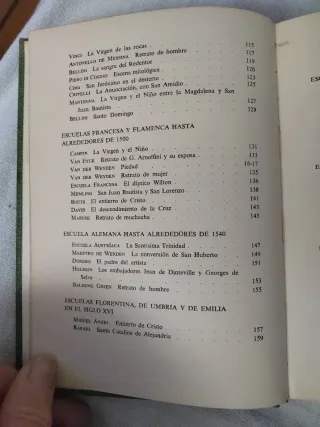 VINCI La Virgen de las rocas 115
ANTONELLO DE MESSINA Retrato de hombre 117
BELLINI La sangre del Redentor 119
PIERO DI COSIMO Escena mitológica 120
CIMA San Jerónimo en el desierto 123
CRIVELLI La Anunciación, con San Emidio 125
MANTEGNA La Virgen y el Niño entre la Magdalena y San
Juan Bautista 127
BELLINI Santo Domingo 129
ESCUELAS FRANCESA Y FLAMENCA HASTA
ALREDEDORES DE 1500
CAMPIN La Virgen y el Niño 131
VAN EYCK Retrato de G. Arnolfini y su esposa 133
VAN DER WEYDEN Piedad 16-17
VAN DER WEYDEN Retrato de mujer 135
ESCUELA FRANCESA El díptico Wilton 136
MEMLING San Juan Bautista y San Lorenzo 138
BOUTS El entierro de Cristo 141
DAVID El descendimiento de la Cruz 143
MABUSE Retrato de muchacha 145
ESCUELA ALEMANA HASTA ALREDEDORES DE 1540
ESCUELA AUSTRÍACA La Santísima Trinidad 147
MAESTRO DE WERDEN La conversión de San Huberto 149
DURERO El padre del artista 151
HOLBEIN Los embajadores Jean de Dinteville y Georges de
Selve 153
BALDUNG GRIEN Retrato de hombre 155
ESCUELAS FLORENTINA, DE UMBRIA Y DE EMILIA
EN EL SIGLO XVI
MIGUEL ANGEL Entierro de Cristo 157
RAFAEL Santa Catalina de Alejandría 159